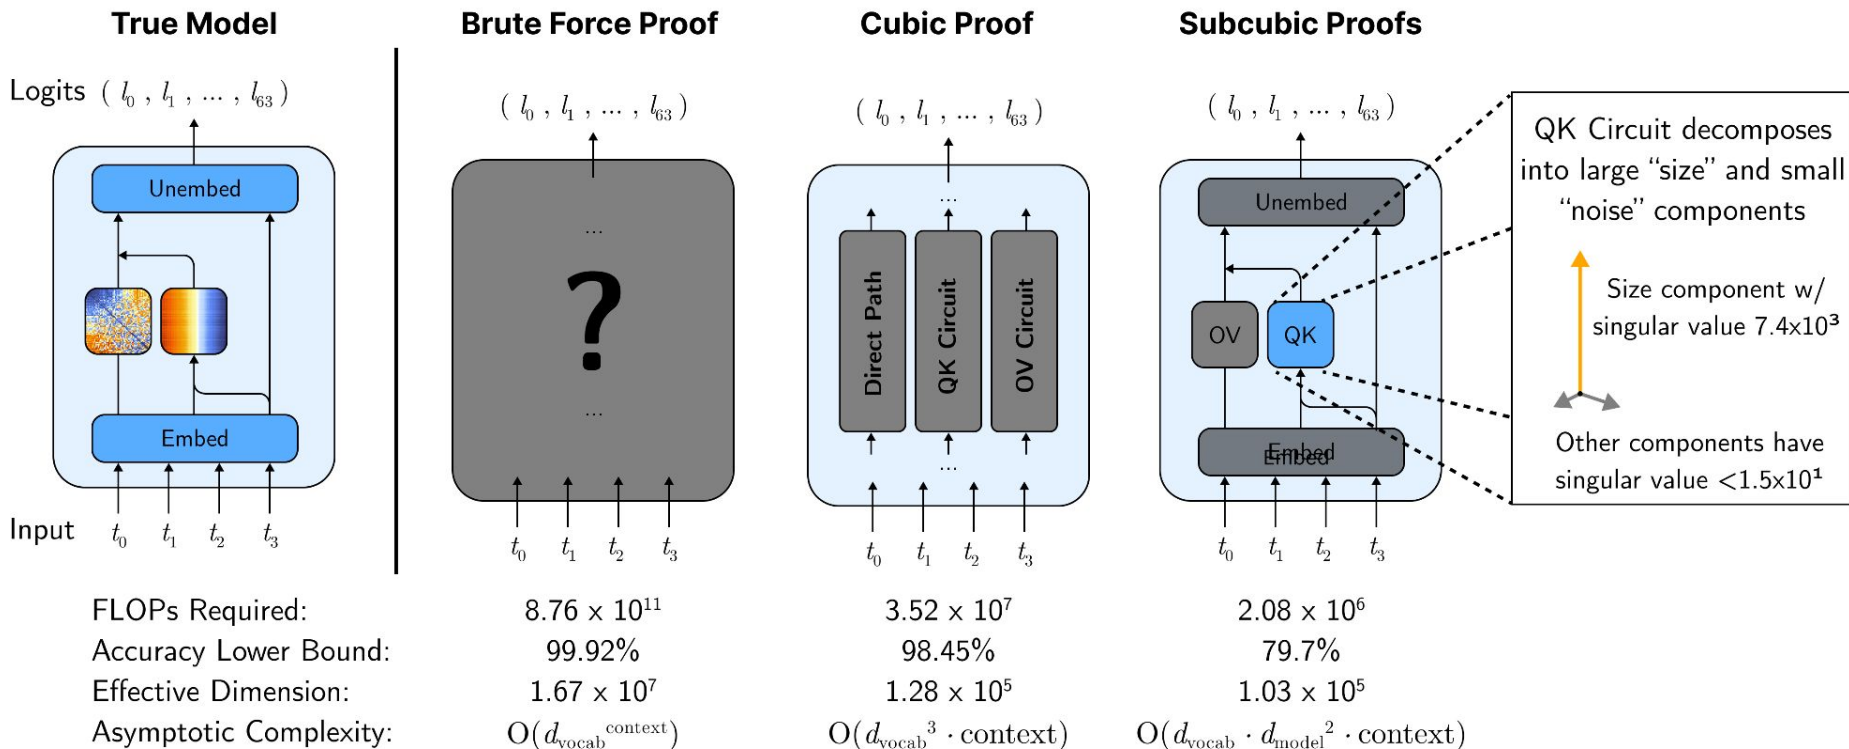 True Model
Brute Force Proof
Cubic Proof
Subcubic Proofs
Logits ( l₀ , l₁ , ... , l₆₃ )
( l₀ , l₁ , ... , l₆₃ )
( l₀ , l₁ , ... , l₆₃ )
( l₀ , l₁ , ... , l₆₃ )
Unembed
Embed
Input t₀ t₁ t₂ t₃
...
?
...
t₀ t₁ t₂ t₃
...
Direct Path
QK Circuit
OV Circuit
...
t₀ t₁ t₂ t₃
Unembed
OV
QK
Embed
Embed
t₀ t₁ t₂ t₃
QK Circuit decomposes
into large “size” and small
“noise” components
Size component w/
singular value 7.4x10³
Other components have
singular value <1.5x10¹
FLOPs Required: 8.76 x 10¹¹ 3.52 x 10⁷ 2.08 x 10⁶
Accuracy Lower Bound: 99.92% 98.45% 79.7%
Effective Dimension: 1.67 x 10⁷ 1.28 x 10⁵ 1.03 x 10⁵
Asymptotic Complexity: O(d_vocab^context) O(d_vocab³ · context) O(d_vocab · d_model² · context)